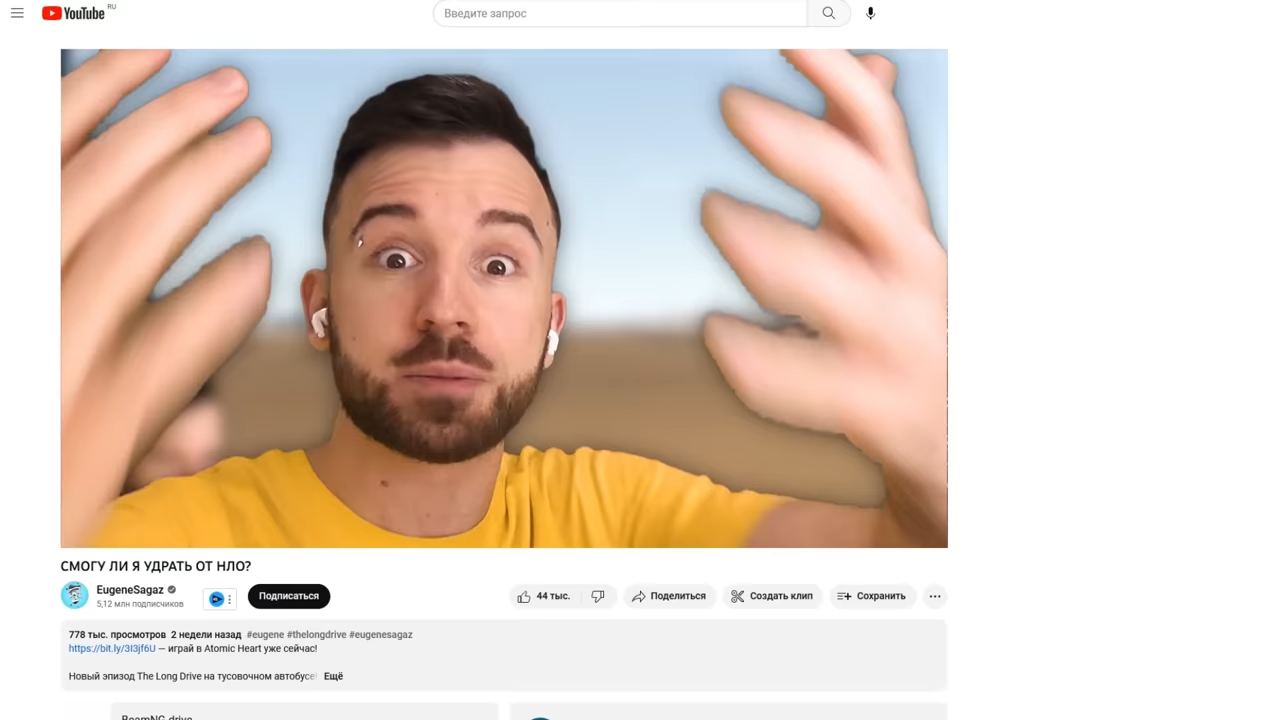 YouTube RU
Введите запрос
СМОГУ ЛИ Я УДРАТЬ ОТ НЛО?
EugeneSagaz
5,12 млн подписчиков
Подписаться
44 тыс.
Поделиться
Создать клип
Сохранить
778 тыс. просмотров 2 недели назад #eugene #thelongdrive #eugenesagaz
https://bit.ly/3I3jf6U — играй в Atomic Heart уже сейчас!
Новый эпизод The Long Drive на тусовочном автобусе! Ещё
BeamNG.drive